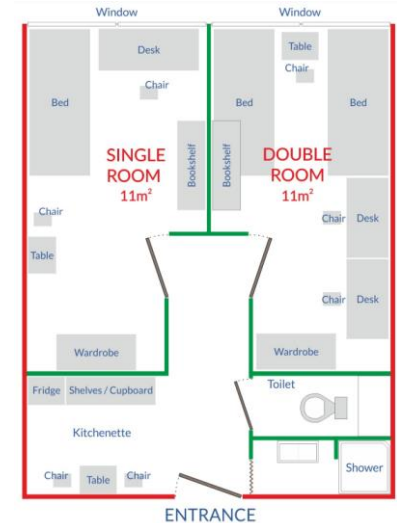 Window
Window
Desk
Table
Chair
Chair
Bed
Bed
Bed
SINGLE
ROOM
11m²
Bookshelf
Bookshelf
DOUBLE
ROOM
11m²
Chair
Chair
Desk
Table
Chair
Desk
Wardrobe
Wardrobe
Fridge
Shelves / Cupboard
Toilet
Kitchenette
Shower
Chair
Table
Chair
ENTRANCE